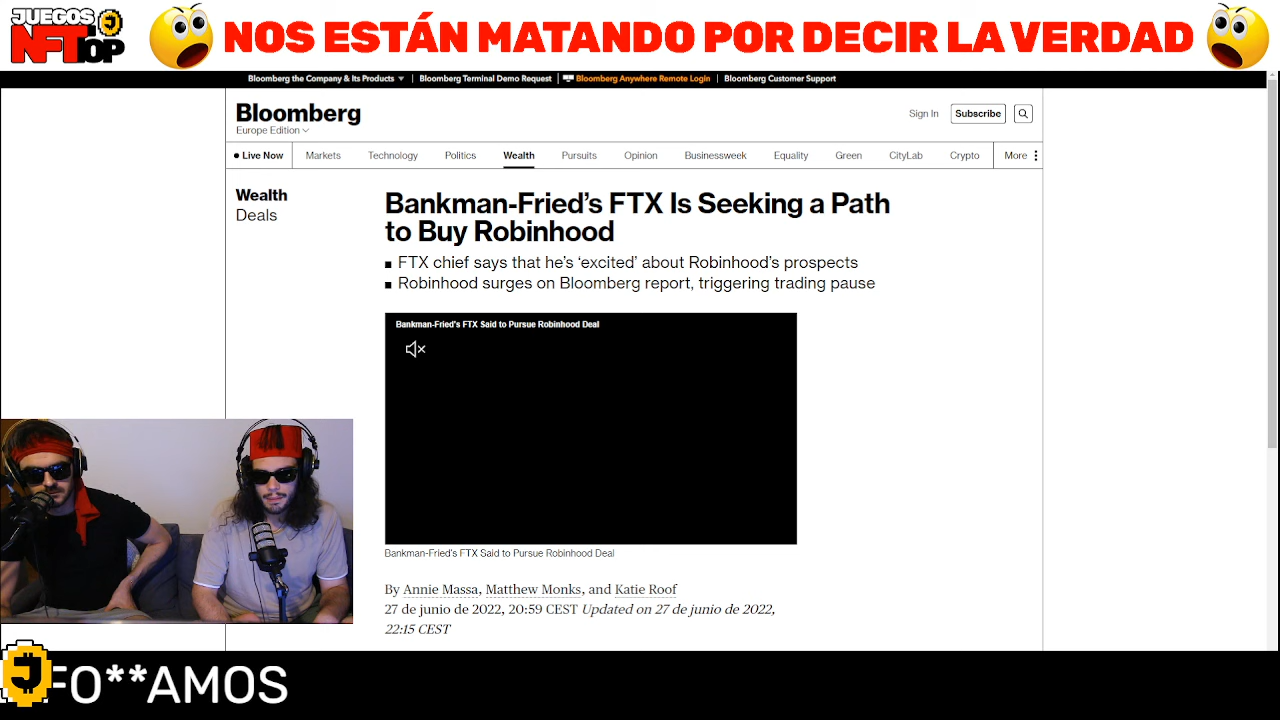 JUEGOS
NFT TOP
NOS ESTÁN MATANDO POR DECIR LA VERDAD
Bloomberg the Company & Its Products
Bloomberg Terminal Demo Request
Bloomberg Anywhere Remote Login
Bloomberg Customer Support
Bloomberg
Europe Edition
Sign In
Subscribe
Live Now
Markets
Technology
Politics
Wealth
Pursuits
Opinion
Businessweek
Equality
Green
CityLab
Crypto
More
Wealth
Deals
Bankman-Fried’s FTX Is Seeking a Path
to Buy Robinhood
FTX chief says that he’s ‘excited’ about Robinhood’s prospects
Robinhood surges on Bloomberg report, triggering trading pause
Bankman-Fried's FTX Said to Pursue Robinhood Deal
Bankman-Fried's FTX Said to Pursue Robinhood Deal
By Annie Massa, Matthew Monks, and Katie Roof
27 de junio de 2022, 20:59 CEST Updated on 27 de junio de 2022,
22:15 CEST
J
FO**AMOS